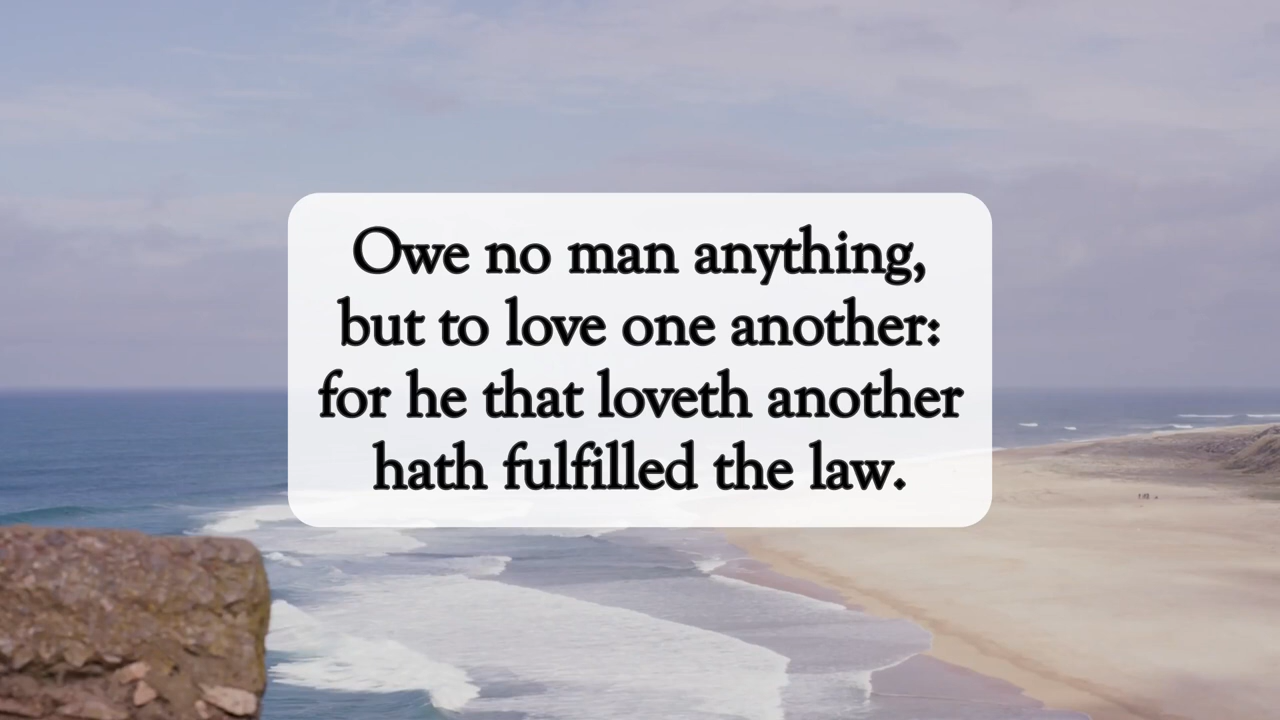 Owe no man anything,
but to love one another:
for he that loveth another
hath fulfilled the law.